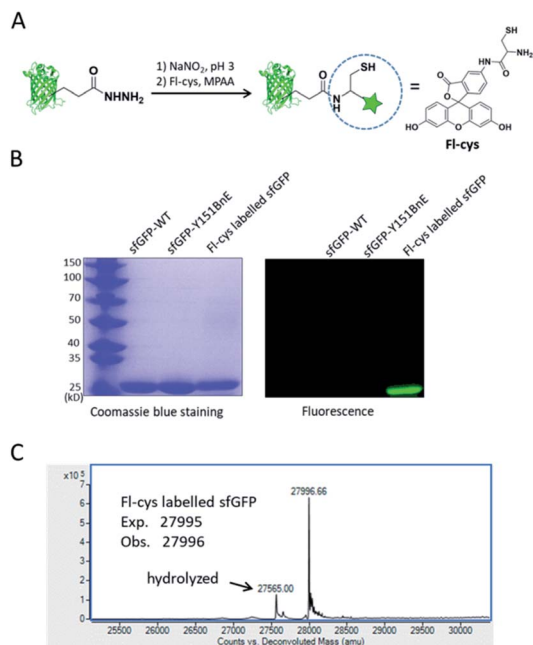 A
1) NaNO2, pH 3
2) Fl-cys, MPAA
O
NHNH2
O
N
H
SH
=
SH
NH2
HN
O
O
O
HO
O
OH
Fl-cys
B
sfGFP-WT
sfGFP-Y151BnE
Fl-cys labelled sfGFP
150
100
70
50
40
35
25
(kD)
Coomassie blue staining
sfGFP-WT
sfGFP-Y151BnE
Fl-cys labelled sfGFP
Fluorescence
C
x10 5
7
6
5
4
3
2
1
0
Fl-cys labelled sfGFP
Exp. 27995
Obs. 27996
hydrolyzed
27565.00
27996.66
25500 26000 26500 27000 27500 28000 28500 29000 29500 30000
Counts vs. Deconvoluted Mass (amu)